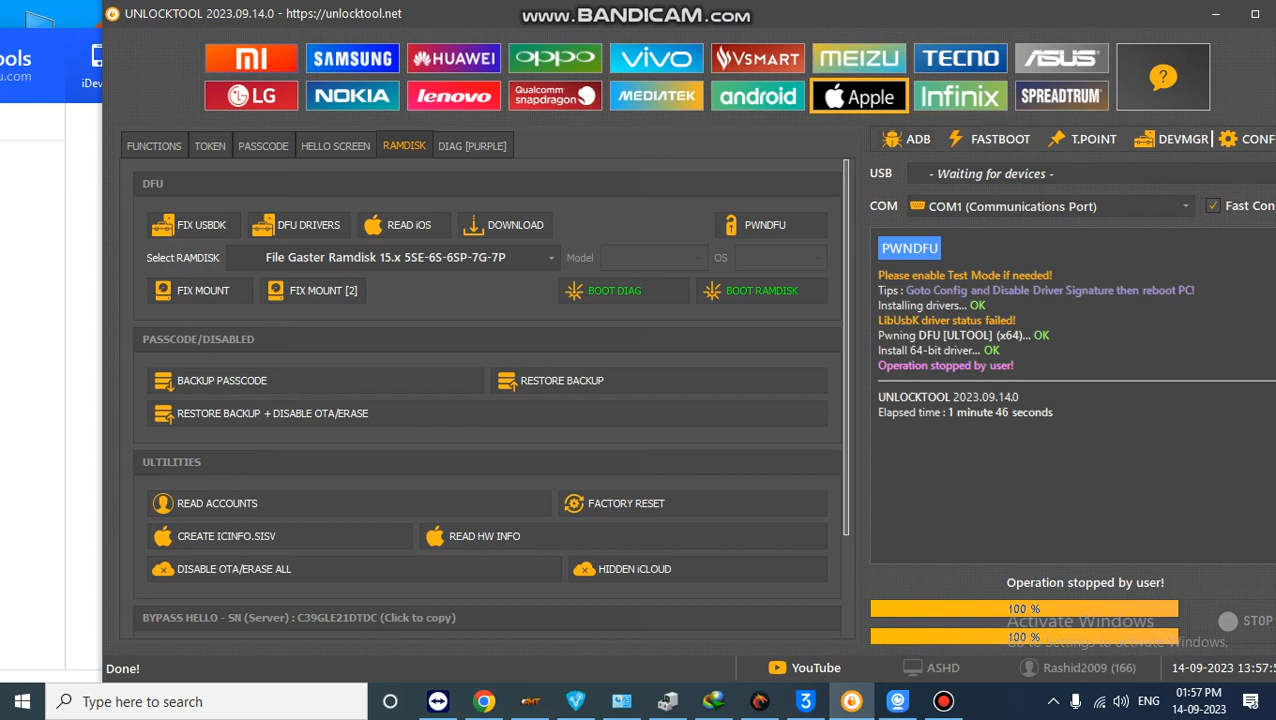 UNLOCKTOOL 2023.09.14.0 - https://unlocktool.net
www.BANDICAM.com
ools
u.com
iDev
mi SAMSUNG HUAWEI oppo vivo VSMART MEIZU TECNO ASUS ?
LG NOKIA lenovo Qualcomm snapdragon MEDIATEK android Apple Infinix SPREADTRUM
FUNCTIONS TOKEN PASSCODE HELLO SCREEN RAMDISK DIAG [PURPLE]
ADB FASTBOOT T.POINT DEVMGR CONF
DFU
USB - Waiting for devices -
FIX USBDK DFU DRIVERS READ iOS DOWNLOAD PWNDFU
COM COM1 (Communications Port) Fast Con
Select RAMDISK File Gaster Ramdisk 15.x 5SE-6S-6SP-7G-7P Model OS
FIX MOUNT FIX MOUNT [2] BOOT DIAG BOOT RAMDISK
PWNDFU
Please enable Test Mode if needed!
Tips : Goto Config and Disable Driver Signature then reboot PC!
Installing drivers... OK
LibUsbK driver status failed!
Pwning DFU [ULTOOL] (x64)... OK
Install 64-bit driver... OK
Operation stopped by user!
UNLOCKTOOL 2023.09.14.0
Elapsed time : 1 minute 46 seconds
PASSCODE/DISABLED
BACKUP PASSCODE RESTORE BACKUP
RESTORE BACKUP + DISABLE OTA/ERASE
ULTILITIES
READ ACCOUNTS FACTORY RESET
CREATE ICINFO.SISV READ HW INFO
DISABLE OTA/ERASE ALL HIDDEN iCLOUD
BYPASS HELLO - SN (Server) : C39GLE21DTDC (Click to copy)
Operation stopped by user!
100 %
100 %
STOP
Activate Windows
Go to Settings to activate Windows.
Done! YouTube ASHD Rashid2009 (166) 14-09-2023 13:57:5
Type here to search
ENG
01:57 PM
14-09-2023